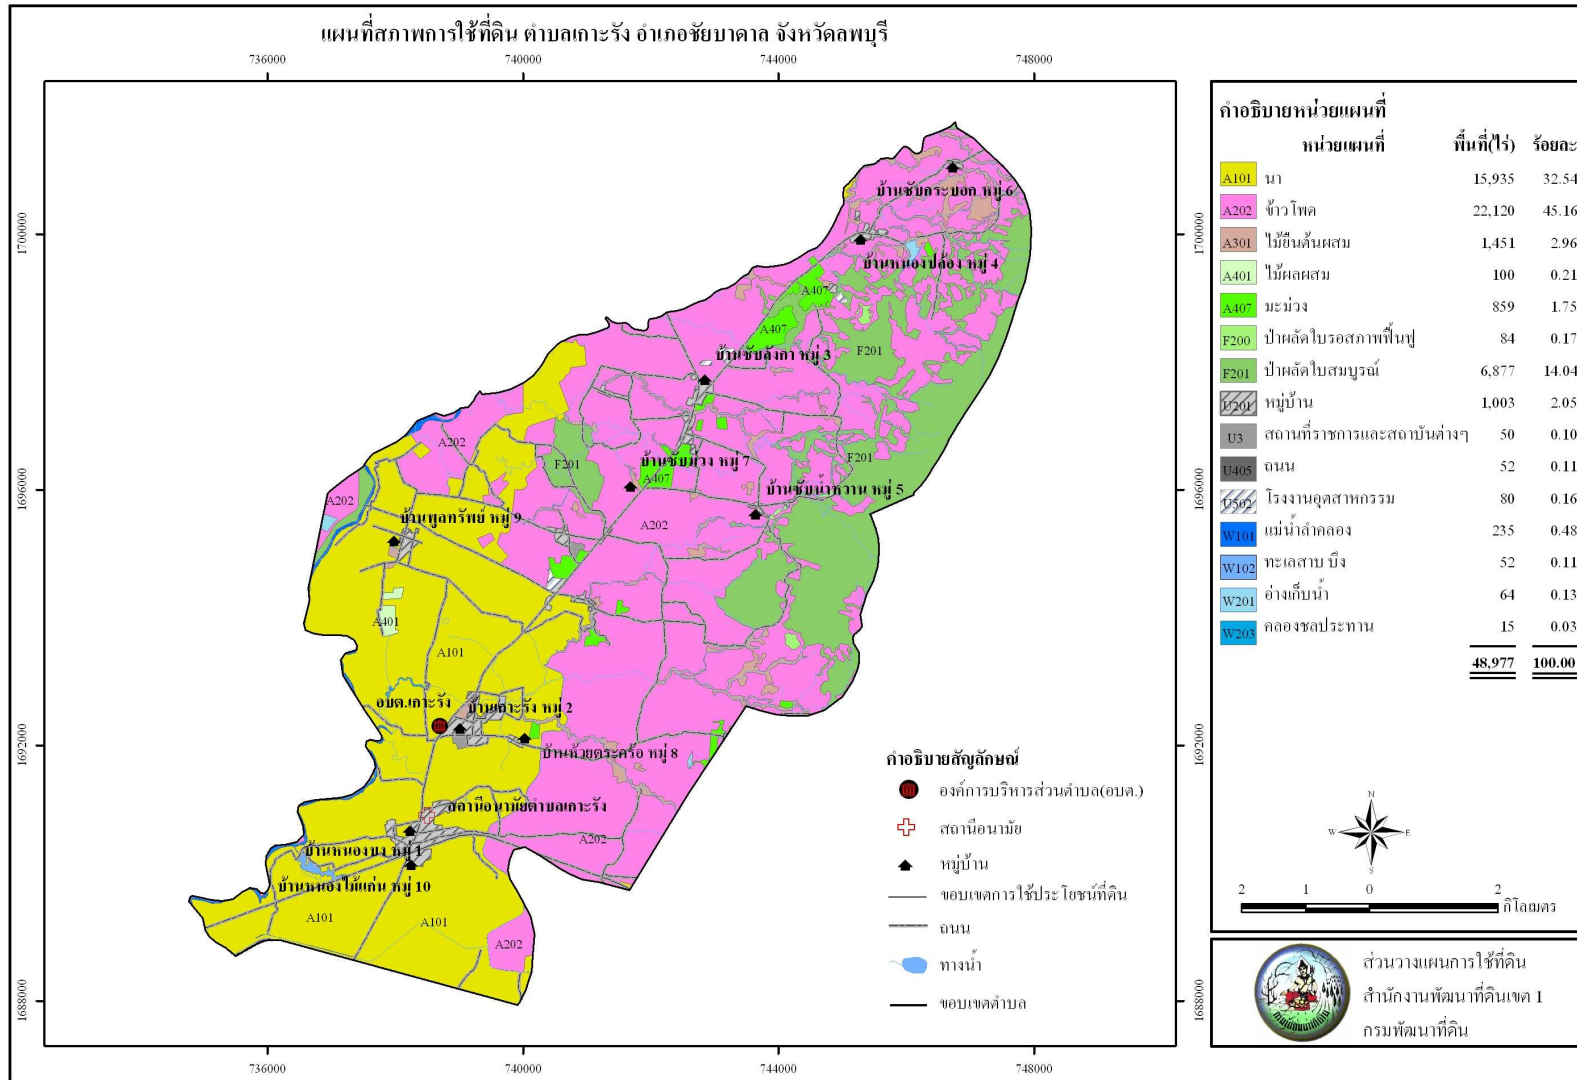 แผนที่สภาพการใช้ที่ดิน ตำบลเกาะรัง อำเภอชัยบาดาล จังหวัดลพบุรี
736000 740000 744000 748000
คำอธิบายหน่วยแผนที่
หน่วยแผนที่ พื้นที่(ไร่) ร้อยละ
A101 นา 15,935 32.54
A202 ข้าวโพด 22,120 45.16
A301 ไม้ยืนต้นผสม 1,451 2.96
A401 ไม้ผลผสม 100 0.21
A407 มะม่วง 859 1.75
F200 ป่าผลัดใบรอสภาพฟื้นฟู 84 0.17
F201 ป่าผลัดใบสมบูรณ์ 6,877 14.04
U201 หมู่บ้าน 1,003 2.05
U3 สถานที่ราชการและสถาบันต่างๆ 50 0.10
U405 ถนน 52 0.11
U502 โรงงานอุตสาหกรรม 80 0.16
W101 แม่น้ำลำคลอง 235 0.48
W102 ทะเลสาบ บึง 52 0.11
W201 อ่างเก็บน้ำ 64 0.13
W203 คลองชลประทาน 15 0.03
48,977 100.00
1700000
1696000
1692000
1688000
1700000
1696000
1692000
1688000
บ้านซับกระบอก หมู่ 6
บ้านหนองปล้อง หมู่ 4
A407
A407
F201
บ้านซับลังกา หมู่ 3
A202
F201
บ้านซับม่วง หมู่ 7
F201
A407
บ้านซับน้ำหวาน หมู่ 5
A202
บ้านพูลทรัพย์ หมู่ 9
A202
A401
A101
อบต.เกาะรัง
บ้านเกาะรัง หมู่ 2
บ้านห้วยตะคร้อ หมู่ 8
สถานีอนามัยตำบลเกาะรัง
A202
บ้านหนองบง หมู่ 1
บ้านหนองไม้แก่น หมู่ 10
A101
A101
A202
คำอธิบายสัญลักษณ์
องค์การบริหารส่วนตำบล(อบต.)
สถานีอนามัย
หมู่บ้าน
ขอบเขตการใช้ประโยชน์ที่ดิน
ถนน
ทางน้ำ
ขอบเขตตำบล
N
W E
S
2 1 0 2
กิโลเมตร
ส่วนวางแผนการใช้ที่ดิน
สำนักงานพัฒนาที่ดินเขต 1
กรมพัฒนาที่ดิน
กรมพัฒนาที่ดิน
736000 740000 744000 748000